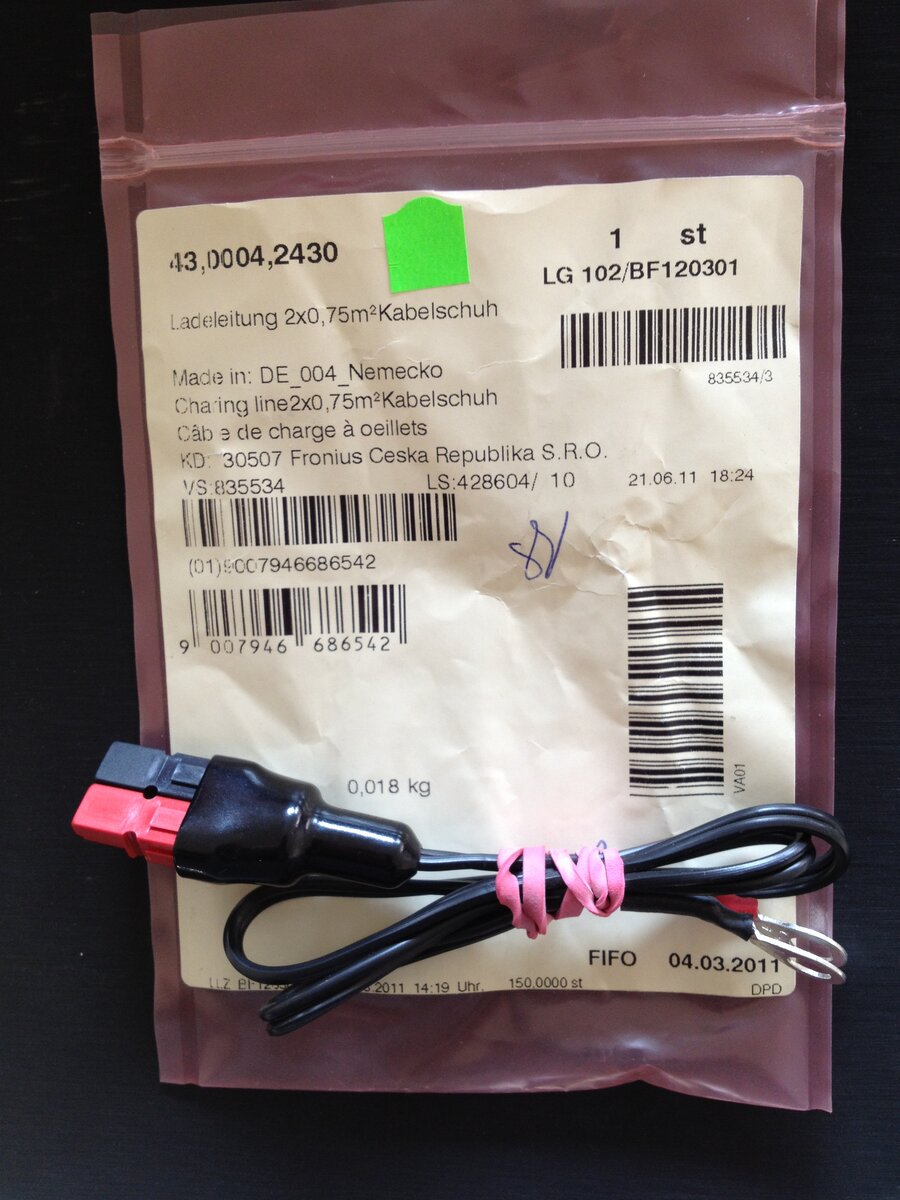 43,0004,2430
1 st
LG 102/BF120301
Ladeleitung 2x0,75m²Kabelschuh
835534/3
Made in: DE_004_Nemecko
Charing line2x0,75m²Kabelschuh
Câble de charge à oeillets
KD: 30507 Fronius Ceska Republika S.R.O.
VS:835534 LS:428604/ 10 21.06.11 18:24
(01)9007946686542
9 007946 686542
0,018 kg
VA01
FIFO 04.03.2011
2011 14:19 Uhr. 150,0000 st
DPD